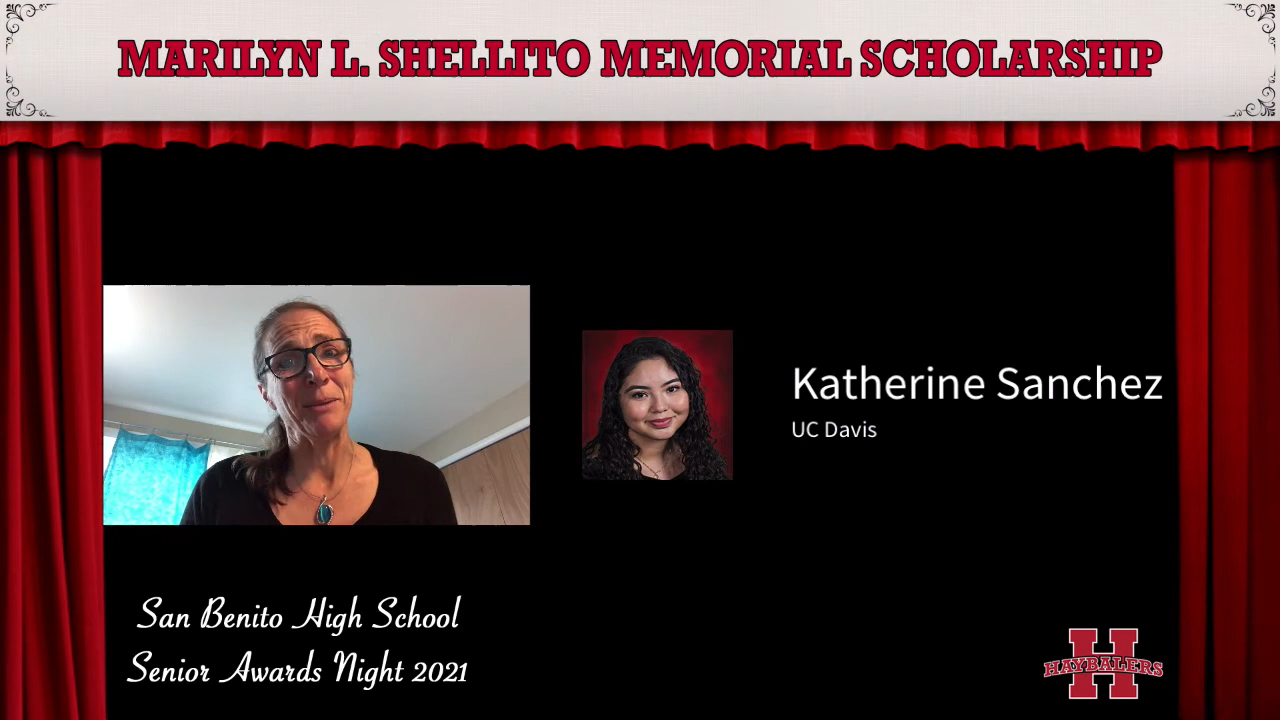 MARILYN L. SHELLITO MEMORIAL SCHOLARSHIP
Katherine Sanchez
UC Davis
San Benito High School
Senior Awards Night 2021
H
HAYBALERS